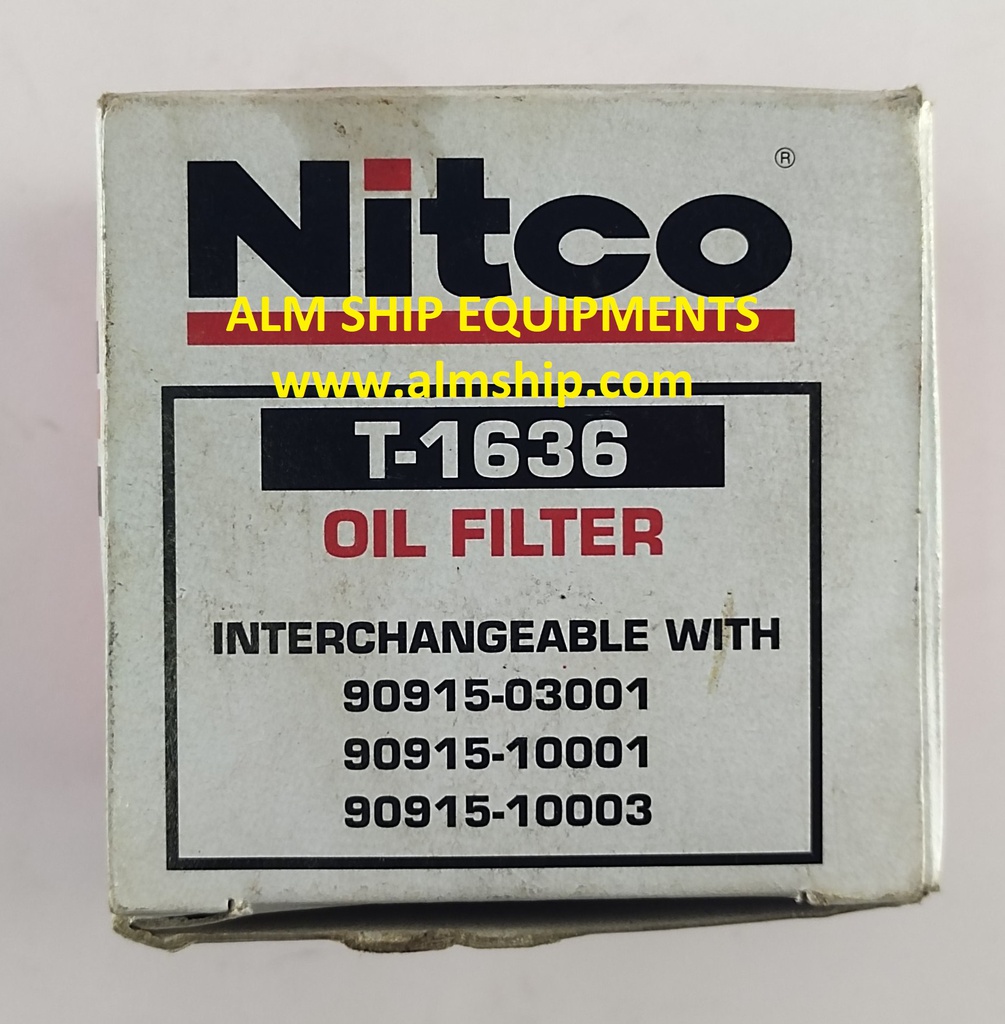 Nitco ®
ALM SHIP EQUIPMENTS
www.almship.com
T-1636
OIL FILTER
INTERCHANGEABLE WITH
90915-03001
90915-10001
90915-10003